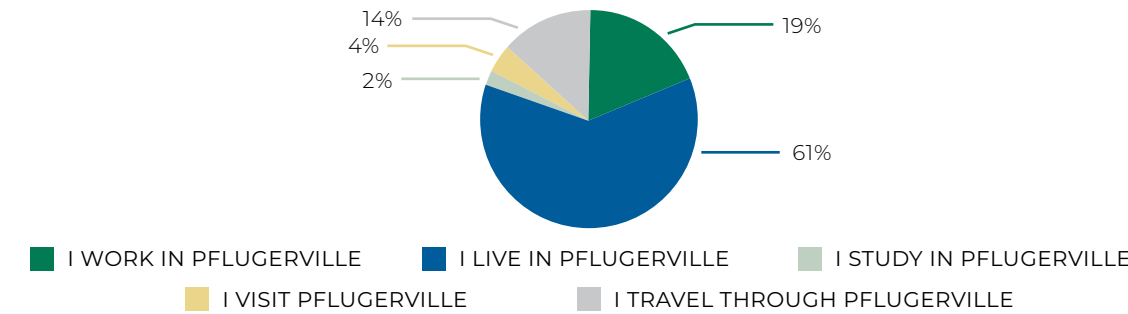 14%
19%
4%
2%
61%
I WORK IN PFLUGERVILLE
I LIVE IN PFLUGERVILLE
I STUDY IN PFLUGERVILLE
I VISIT PFLUGERVILLE
I TRAVEL THROUGH PFLUGERVILLE